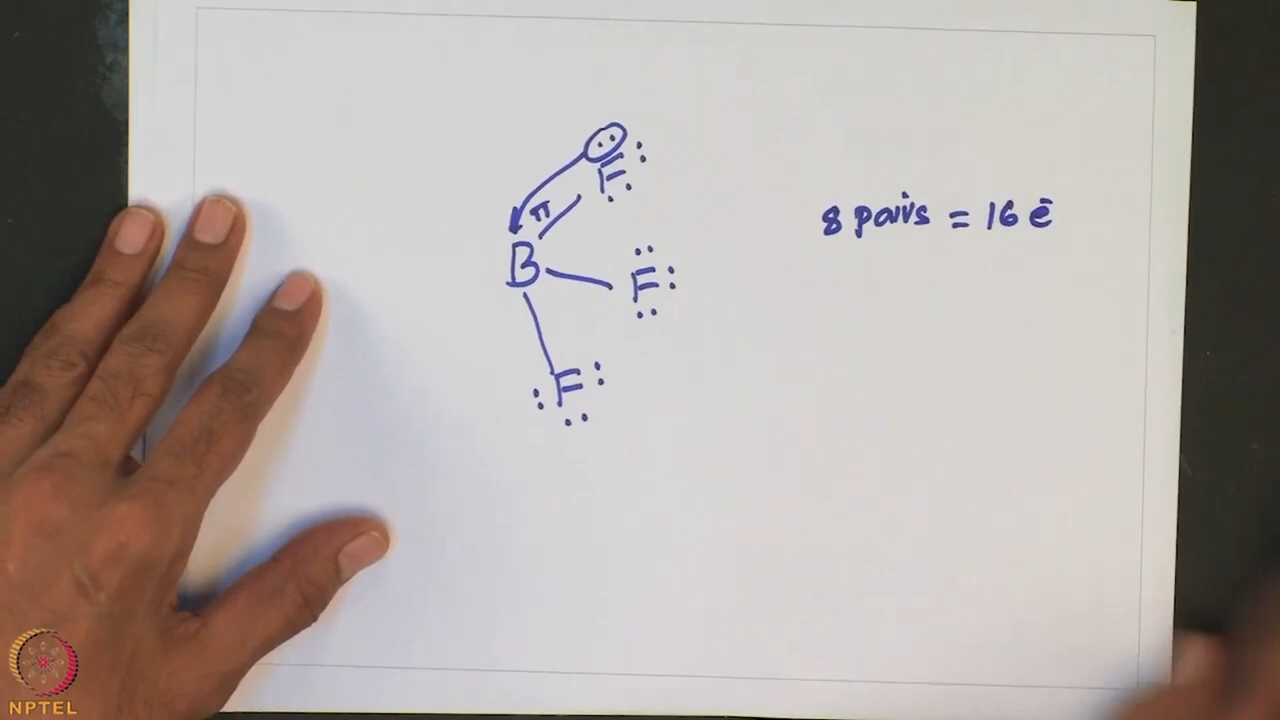 F
π
B
F
F
8 pairs = 16 ē
NPTEL